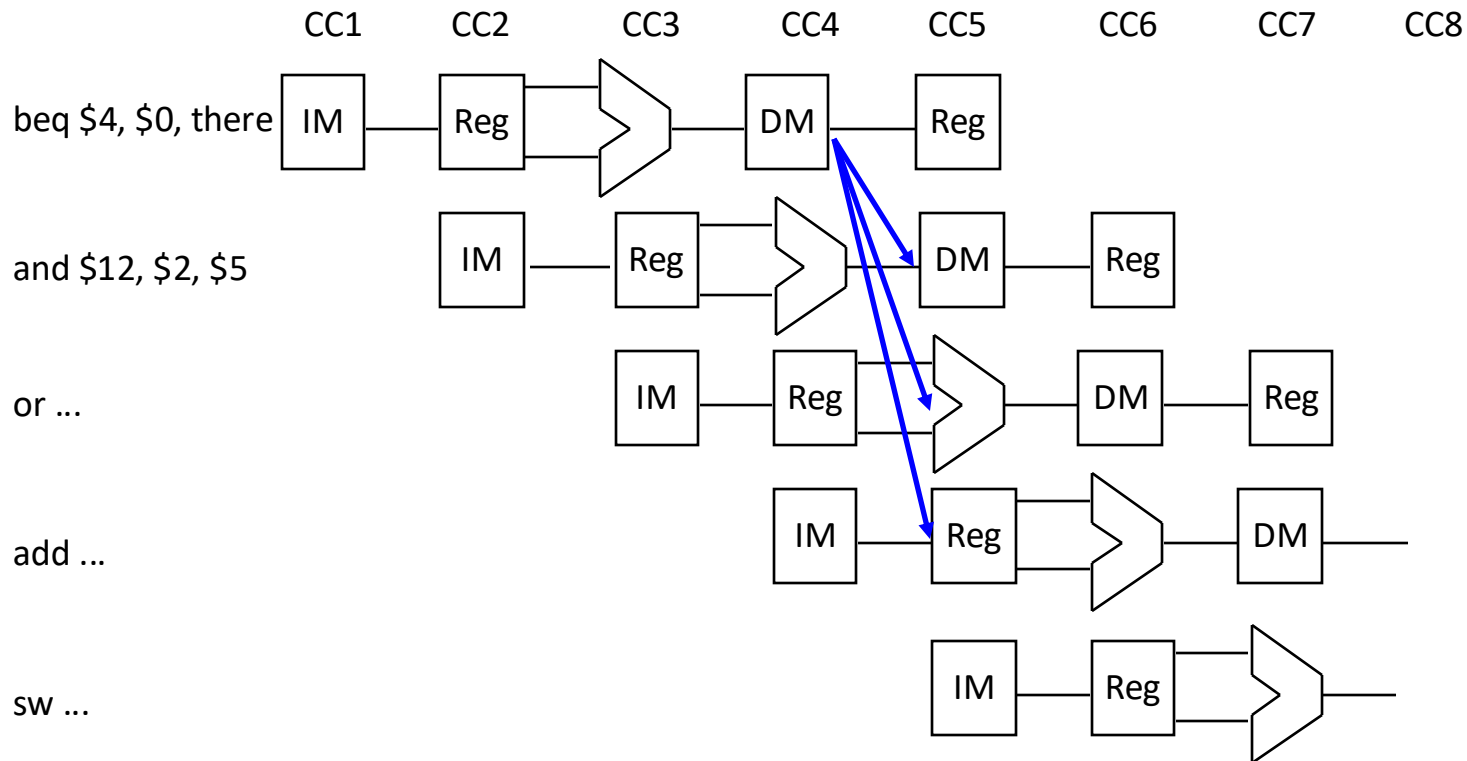 CC1 CC2 CC3 CC4 CC5 CC6 CC7 CC8
beq $4, $0, there IM Reg DM Reg
and $12, $2, $5 IM Reg DM Reg
or ... IM Reg DM Reg
add ... IM Reg DM
sw ... IM Reg